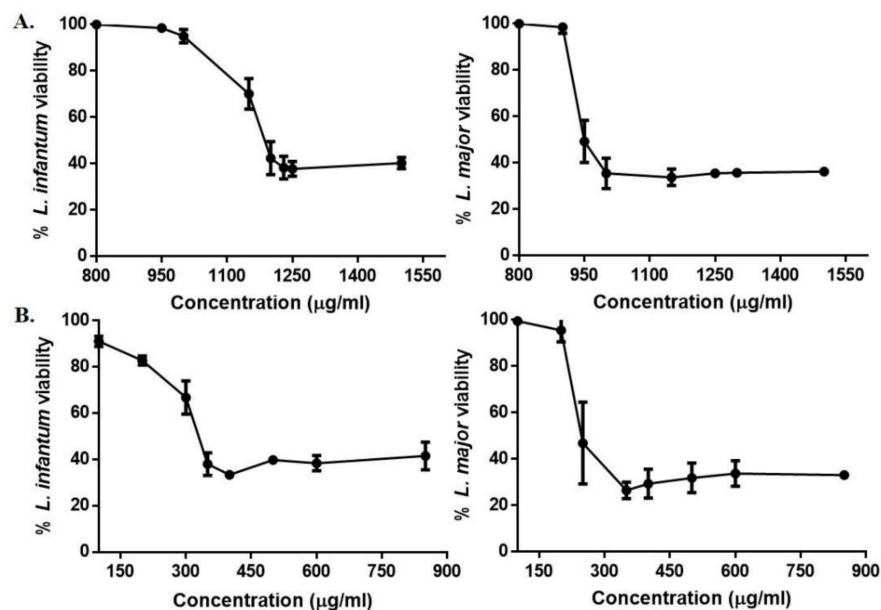 A.
% L. infantum viability
100
80
60
40
20
0
800 950 1100 1250 1400 1550
Concentration (µg/ml)
% L. major viability
100
80
60
40
20
0
800 950 1100 1250 1400 1550
Concentration (µg/ml)
B.
% L. infantum viability
100
80
60
40
20
0
150 300 450 600 750 900
Concentration (µg/ml)
% L. major viability
100
80
60
40
20
0
150 300 450 600 750 900
Concentration (µg/ml)